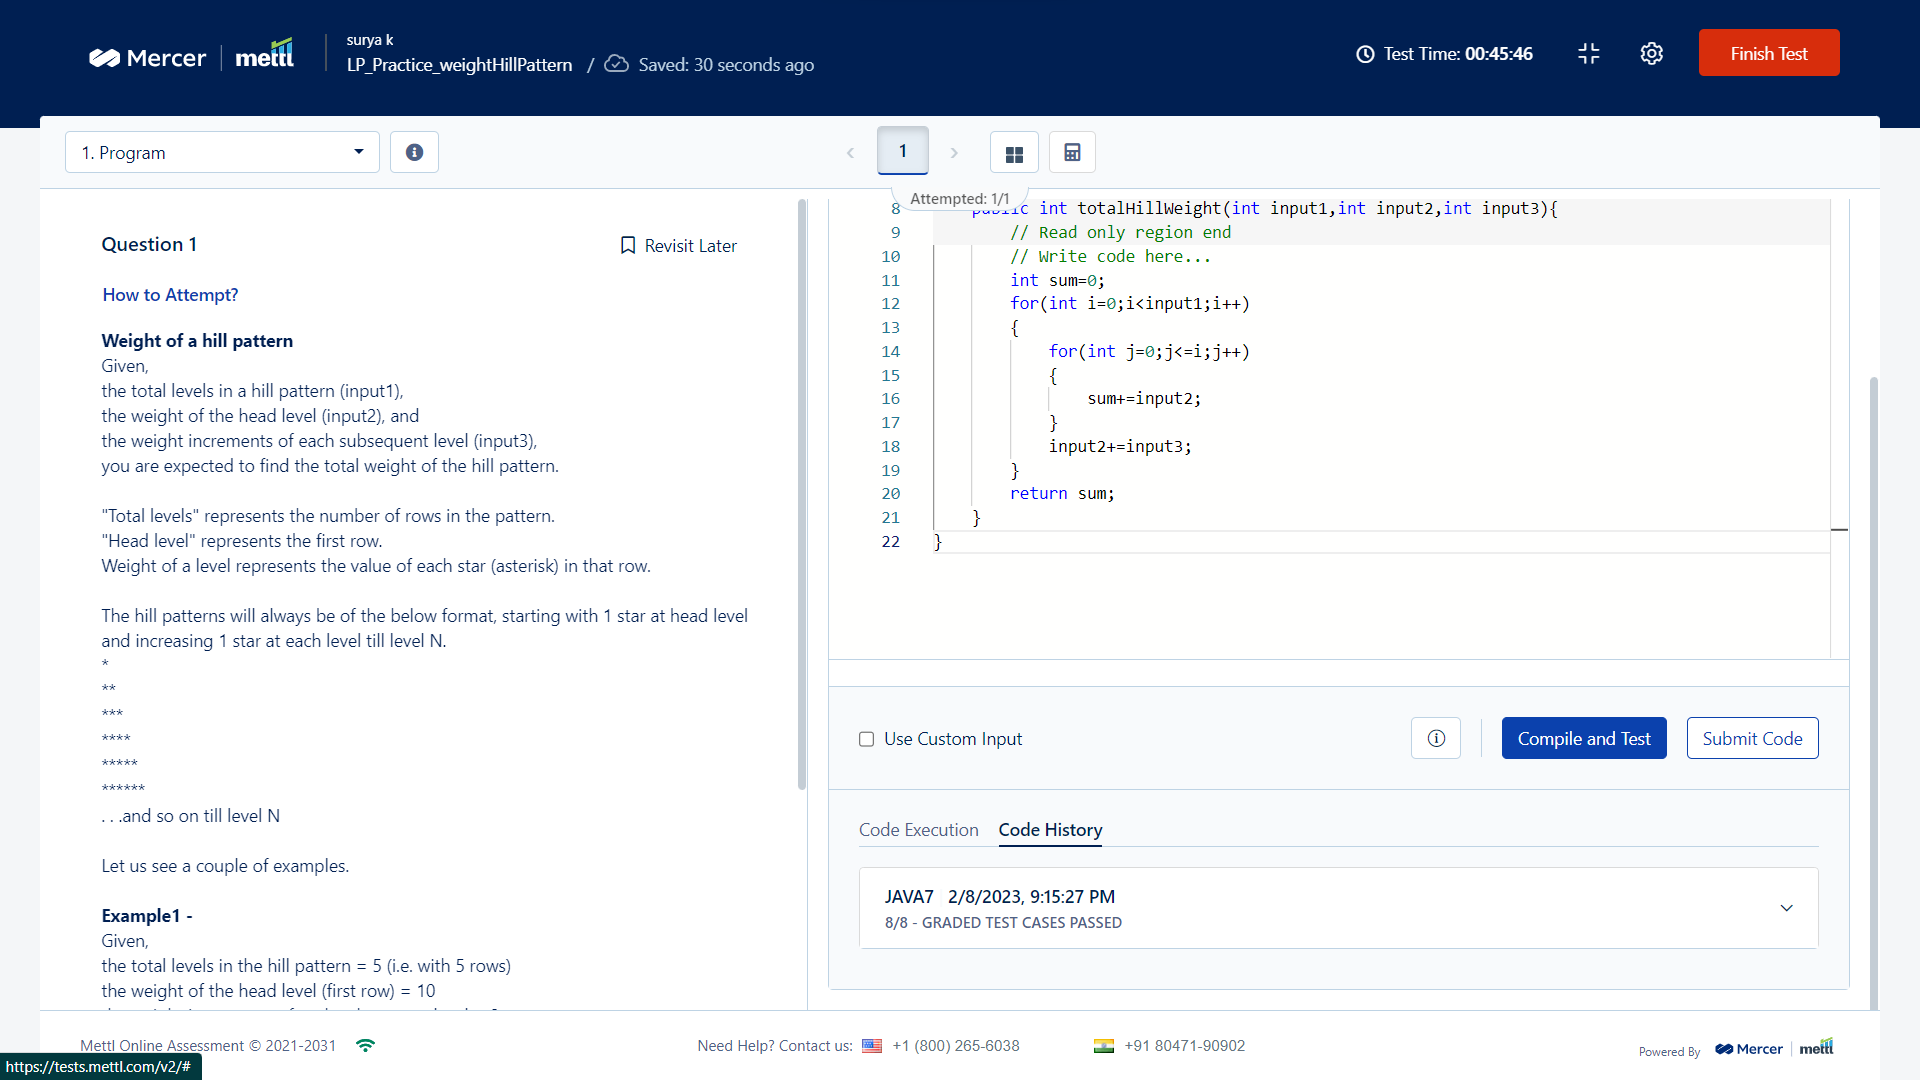 Mercer | mettl
surya k
LP_Practice_weightHillPattern / Saved: 30 seconds ago
Test Time: 00:45:46
Finish Test
1. Program
1
Attempted: 1/1
Question 1
Revisit Later
How to Attempt?
Weight of a hill pattern
Given,
the total levels in a hill pattern (input1),
the weight of the head level (input2), and
the weight increments of each subsequent level (input3),
you are expected to find the total weight of the hill pattern.
"Total levels" represents the number of rows in the pattern.
"Head level" represents the first row.
Weight of a level represents the value of each star (asterisk) in that row.
The hill patterns will always be of the below format, starting with 1 star at head level
and increasing 1 star at each level till level N.
*
**
***
****
*****
******
. . .and so on till level N
Let us see a couple of examples.
Example1 -
Given,
the total levels in the hill pattern = 5 (i.e. with 5 rows)
the weight of the head level (first row) = 10
8 public int totalHillWeight(int input1,int input2,int input3){
9 // Read only region end
10 // Write code here...
11 int sum=0;
12 for(int i=0;i<input1;i++)
13 {
14 for(int j=0;j<=i;j++)
15 {
16 sum+=input2;
17 }
18 input2+=input3;
19 }
20 return sum;
21 }
22 }
Use Custom Input
Compile and Test
Submit Code
Code Execution
Code History
JAVA7 2/8/2023, 9:15:27 PM
8/8 - GRADED TEST CASES PASSED
Mettl Online Assessment © 2021-2031
Need Help? Contact us: +1 (800) 265-6038
+91 80471-90902
Powered By Mercer | mettl
https://tests.mettl.com/v2/#